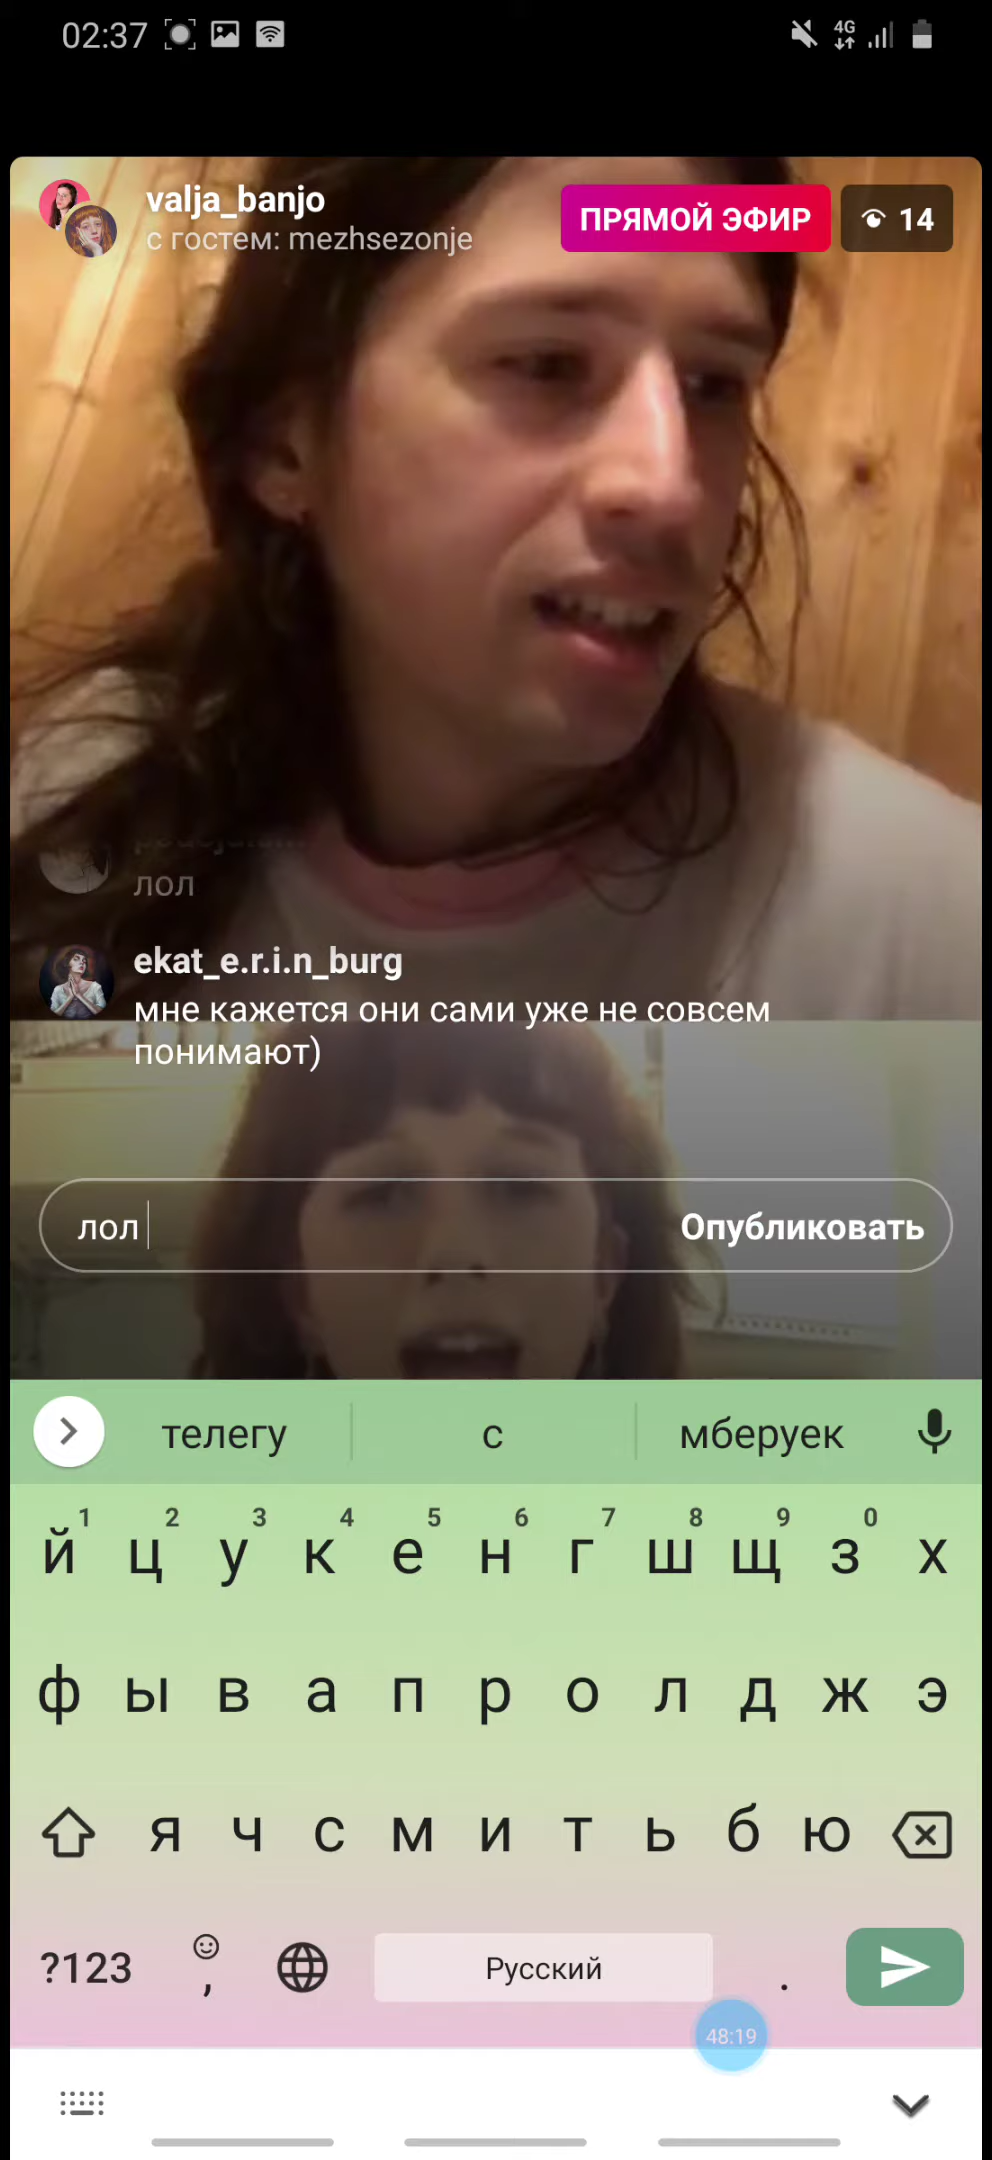 02:37
4G
valja_banjo
с гостем: mezhsezonje
ПРЯМОЙ ЭФИР
14
лол
ekat_e.r.i.n_burg
мне кажется они сами уже не совсем
понимают)
лол
Опубликовать
телегу
с
мберуек
1 2 3 4 5 6 7 8 9 0
й ц у к е н г ш щ з х
ф ы в а п р о л д ж э
я ч с м и т ь б ю
?123 , Русский .
48:19